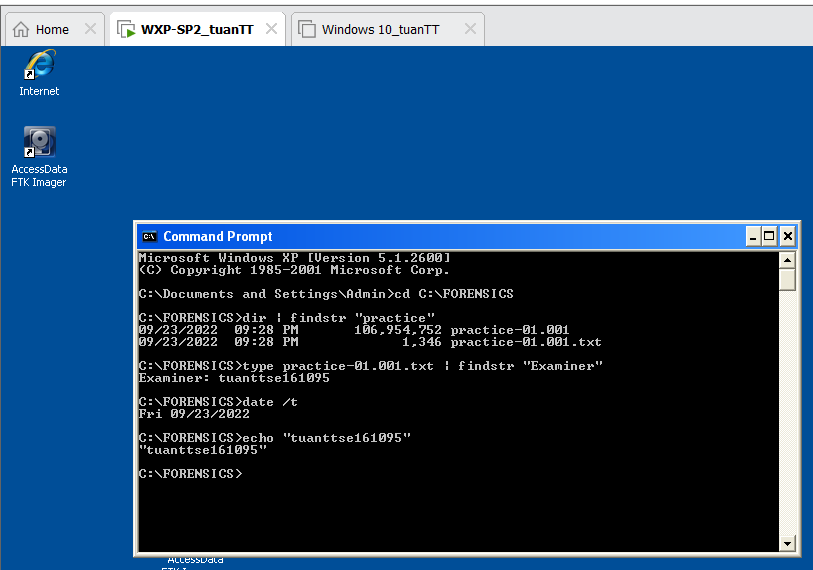 Home
WXP-SP2_tuanTT
Windows 10_tuanTT
Internet
AccessData
FTK Imager
Command Prompt
Microsoft Windows XP [Version 5.1.2600]
(C) Copyright 1985-2001 Microsoft Corp.
C:\Documents and Settings\Admin>cd C:\FORENSICS
C:\FORENSICS>dir | findstr "practice"
09/23/2022  09:28 PM       106,954,752 practice-01.001
09/23/2022  09:28 PM             1,346 practice-01.001.txt
C:\FORENSICS>type practice-01.001.txt | findstr "Examiner"
Examiner: tuanttse161095
C:\FORENSICS>date /t
Fri 09/23/2022
C:\FORENSICS>echo "tuanttse161095"
"tuanttse161095"
C:\FORENSICS>
AccessData